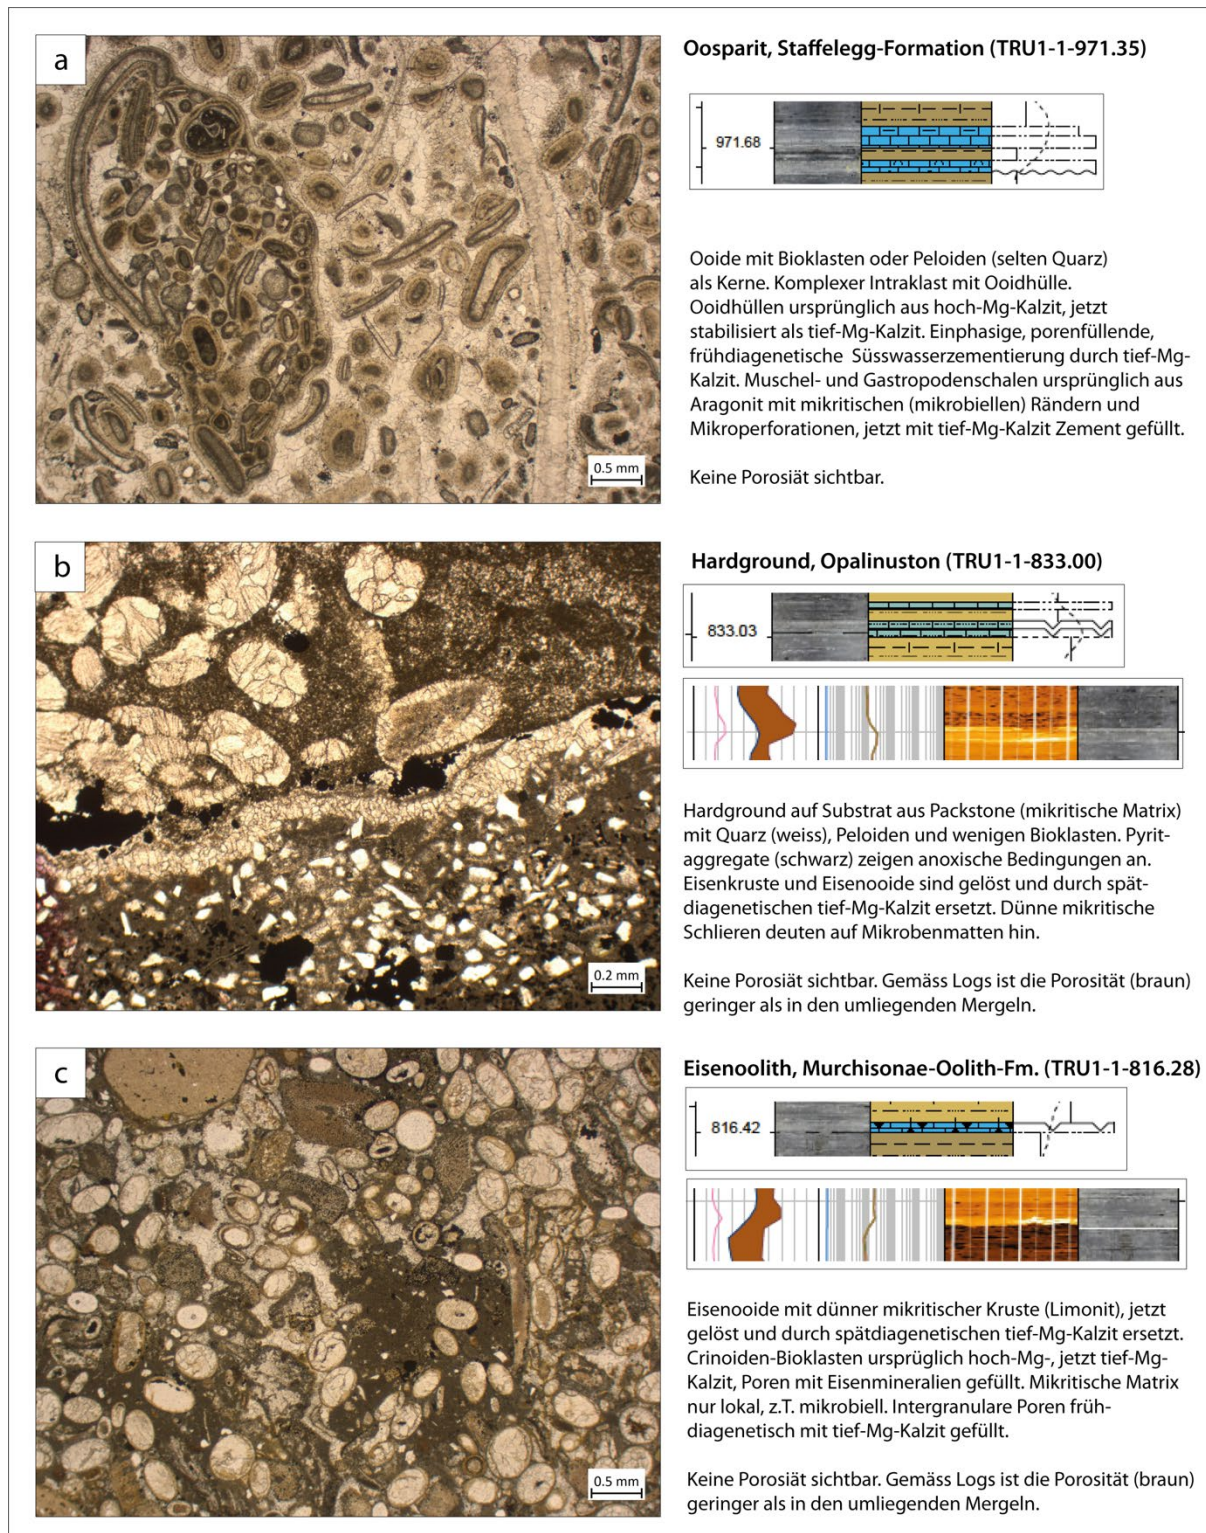 a
0.5 mm
Oosparit, Staffelegg-Formation (TRU1-1-971.35)
971.68
Ooide mit Bioklasten oder Peloiden (selten Quarz)
als Kerne. Komplexer Intraklast mit Ooidhülle.
Ooidhüllen ursprünglich aus hoch-Mg-Kalzit, jetzt
stabilisiert als tief-Mg-Kalzit. Einphasige, porenfüllende,
frühdiagenetische Süsswasserzementierung durch tief-Mg-
Kalzit. Muschel- und Gastropodenschalen ursprünglich aus
Aragonit mit mikritischen (mikrobiellen) Rändern und
Mikroperforationen, jetzt mit tief-Mg-Kalzit Zement gefüllt.
Keine Porosiät sichtbar.
b
0.2 mm
Hardground, Opalinuston (TRU1-1-833.00)
833.03
Hardground auf Substrat aus Packstone (mikritische Matrix)
mit Quarz (weiss), Peloiden und wenigen Bioklasten. Pyrit-
aggregate (schwarz) zeigen anoxische Bedingungen an.
Eisenkruste und Eisenooide sind gelöst und durch spät-
diagenetischen tief-Mg-Kalzit ersetzt. Dünne mikritische
Schlieren deuten auf Mikrobenmatten hin.
Keine Porosiät sichtbar. Gemäss Logs ist die Porosität (braun)
geringer als in den umliegenden Mergeln.
c
0.5 mm
Eisenoolith, Murchisonae-Oolith-Fm. (TRU1-1-816.28)
816.42
Eisenooide mit dünner mikritischer Kruste (Limonit), jetzt
gelöst und durch spätdiagenetischen tief-Mg-Kalzit ersetzt.
Crinoiden-Bioklasten ursprüglich hoch-Mg-, jetzt tief-Mg-
Kalzit, Poren mit Eisenmineralien gefüllt. Mikritische Matrix
nur lokal, z.T. mikrobiell. Intergranulare Poren früh-
diagenetisch mit tief-Mg-Kalzit gefüllt.
Keine Porosiät sichtbar. Gemäss Logs ist die Porosität (braun)
geringer als in den umliegenden Mergeln.